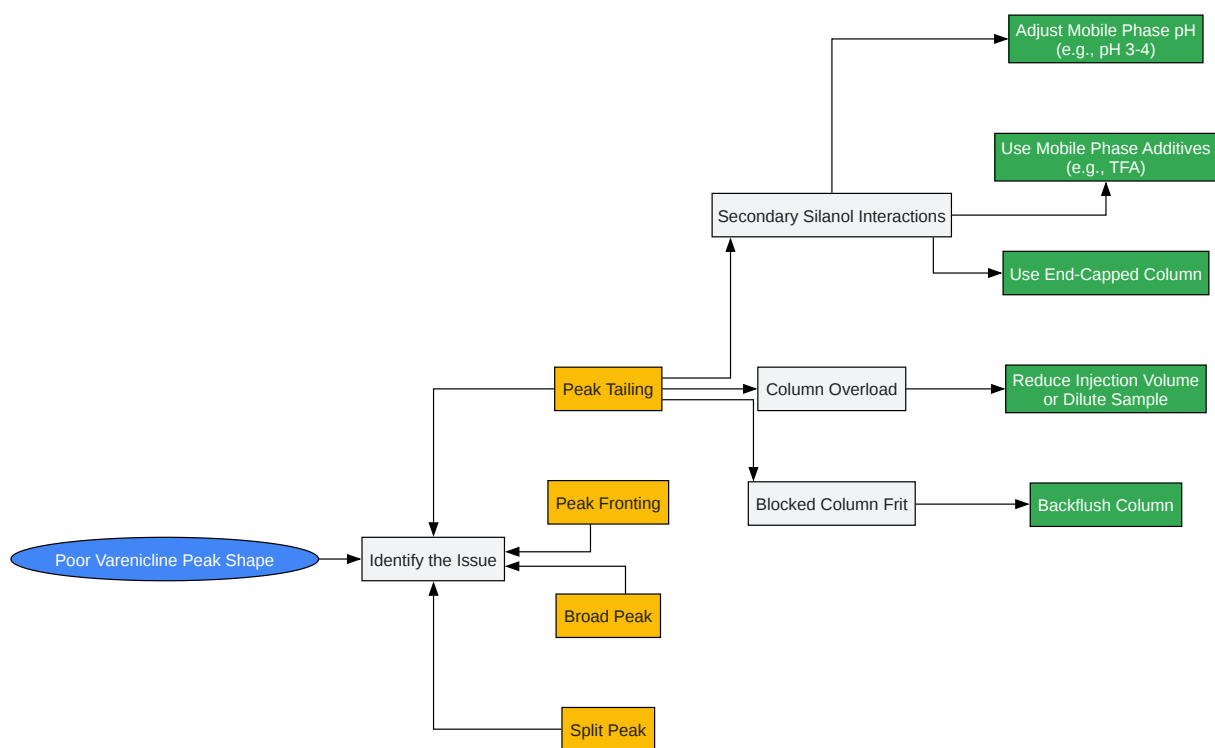 Adjust Mobile Phase pH
(e.g., pH 3-4)
Use Mobile Phase Additives
(e.g., TFA)
Secondary Silanol Interactions
Use End-Capped Column
Peak Tailing
Column Overload
Reduce Injection Volume
or Dilute Sample
Peak Fronting
Blocked Column Frit
Backflush Column
Poor Varenicline Peak Shape
Identify the Issue
Broad Peak
Split Peak